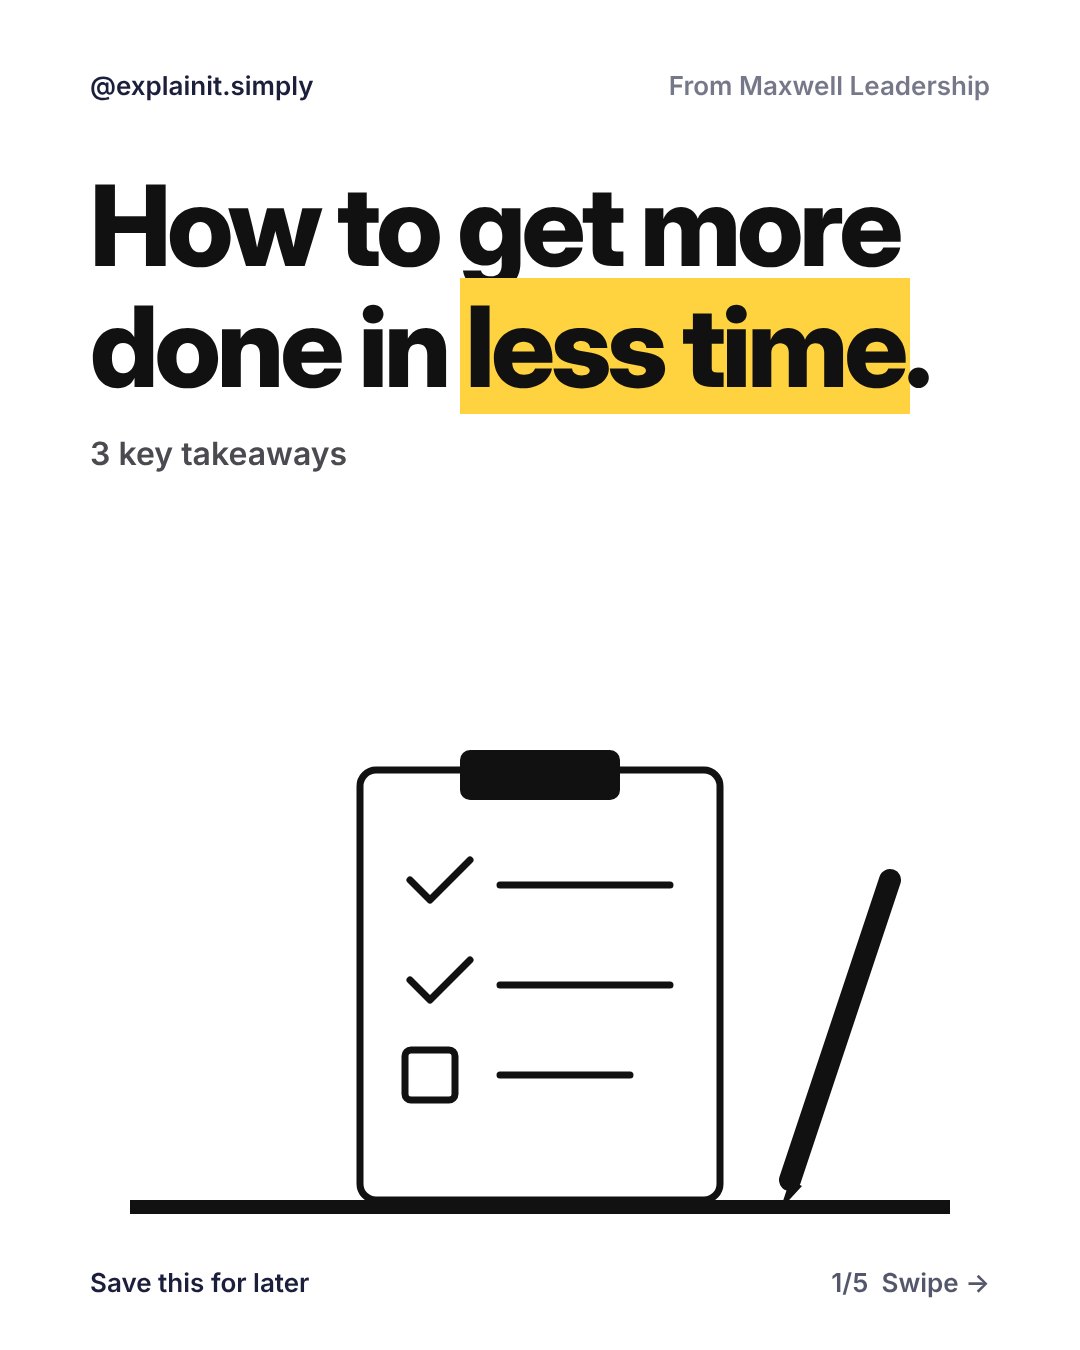 @explainit.simply
From Maxwell Leadership
How to get more
done in less time.
3 key takeaways
Save this for later
1/5 Swipe →